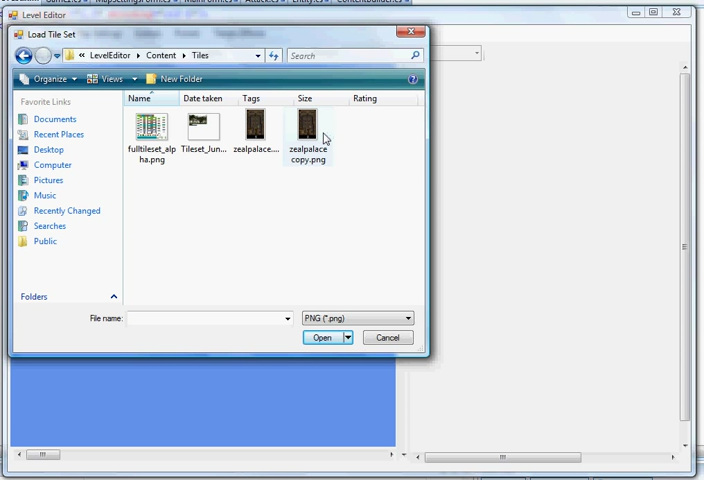 Level Editor
Load Tile Set
« LevelEditor ▸ Content ▸ Tiles
Search
Organize
Views
New Folder
Favorite Links
Documents
Recent Places
Desktop
Computer
Pictures
Music
Recently Changed
Searches
Public
Folders
Name
Date taken
Tags
Size
Rating
fulltileset_alp
ha.png
Tileset_Jun...
zealpalace....
zealpalace
copy.png
File name:
PNG (*.png)
Open
Cancel